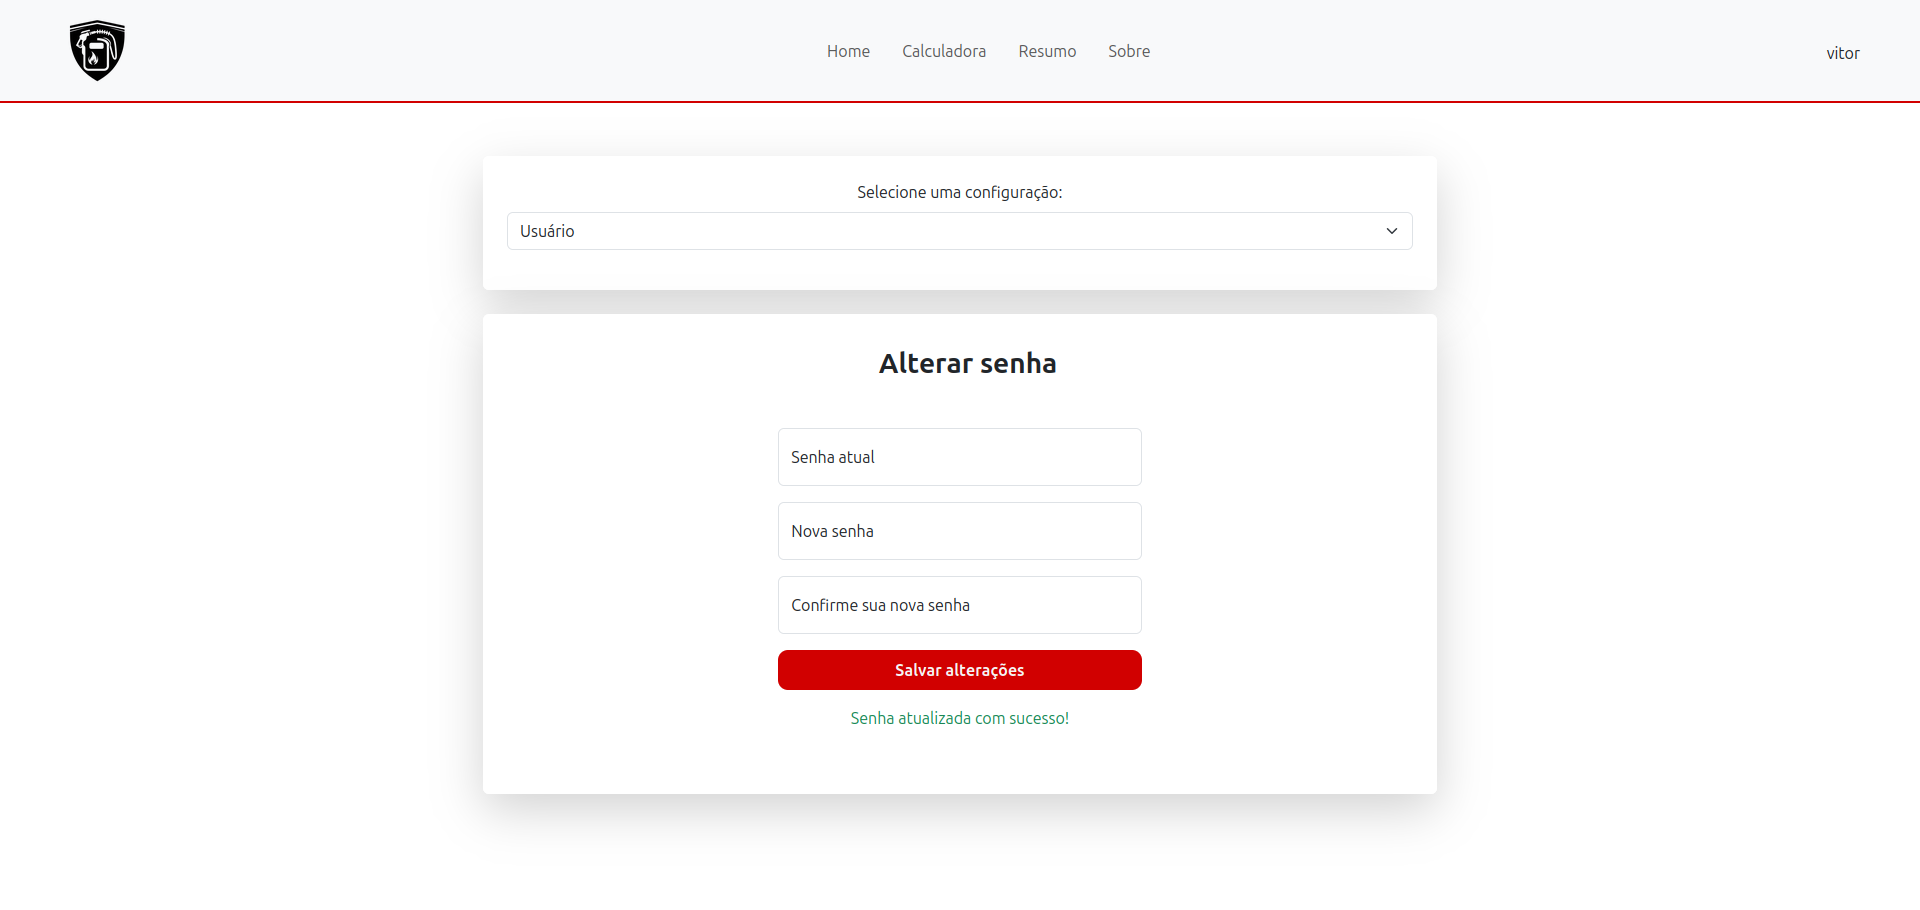 Home Calculadora Resumo Sobre vitor
Selecione uma configuração:
Usuário
Alterar senha
Senha atual
Nova senha
Confirme sua nova senha
Salvar alterações
Senha atualizada com sucesso!